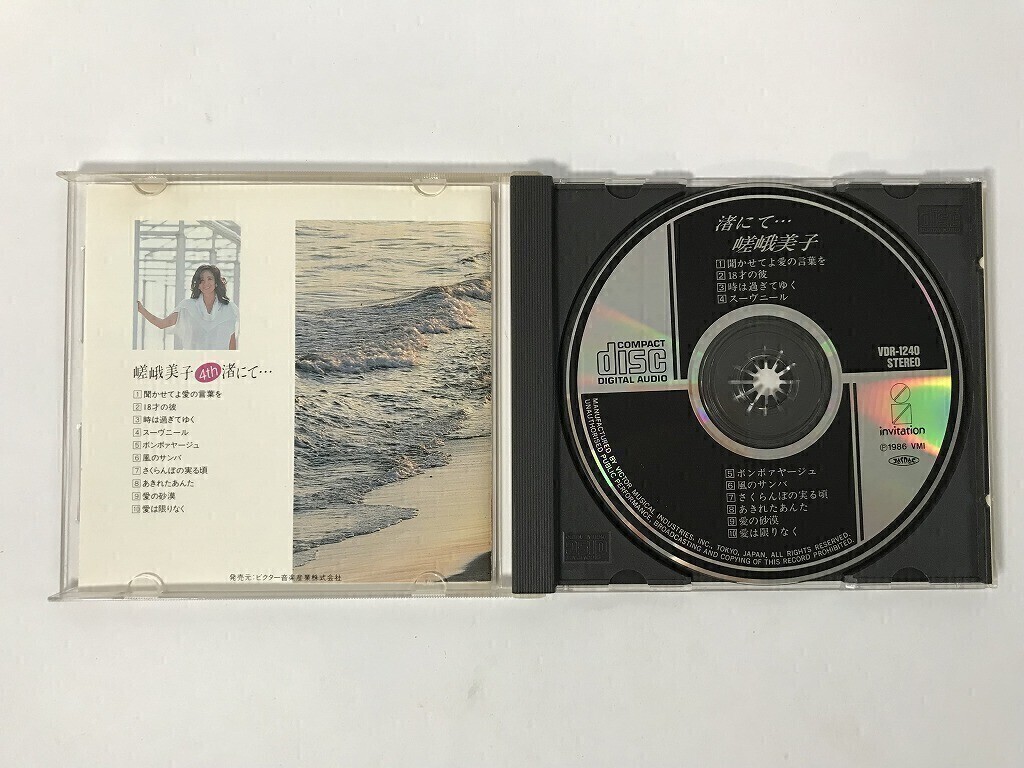 嵯峨美子 4th 渚にて…
1 聞かせてよ愛の言葉を
2 18才の彼
3 時は過ぎてゆく
4 スーヴニール
5 ボンボァヤージュ
6 風のサンバ
7 さくらんぼの実る頃
8 あきれたあんた
9 愛の砂漠
10 愛は限りなく
発売元:ビクター音楽産業株式会社
渚にて…
嵯峨美子
1 聞かせてよ愛の言葉を
2 18才の彼
3 時は過ぎてゆく
4 スーヴニール
COMPACT
disc
DIGITAL AUDIO
VDR-1240
STEREO
invitation
Ⓟ1986 VMI
5 ボンボァヤージュ
6 風のサンバ
7 さくらんぼの実る頃
8 あきれたあんた
9 愛の砂漠
10 愛は限りなく
MANUFACTURED BY VICTOR MUSICAL INDUSTRIES, INC., TOKYO, JAPAN, ALL RIGHTS RESERVED.
UNAUTHORISED PUBLIC PERFORMANCE, BROADCASTING AND COPYING OF THIS RECORD PROHIBITED.